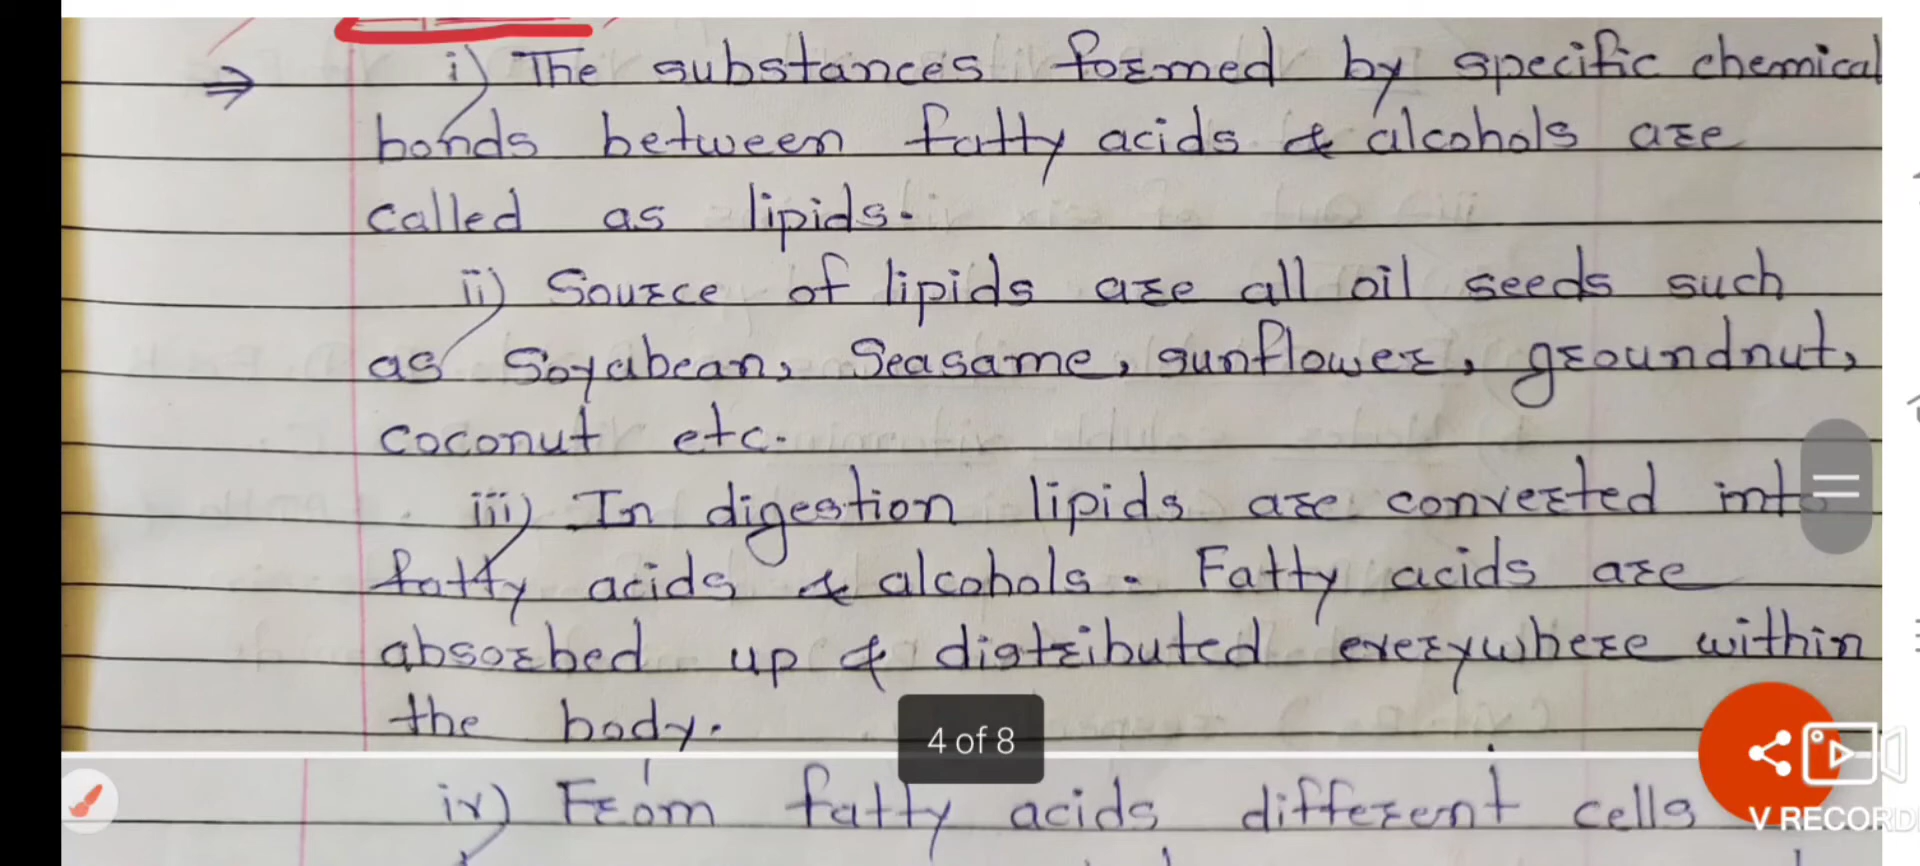 ⇒ i) The substances formed by specific chemical
bonds between fatty acids & alcohols are
called as lipids.
ii) Source of lipids are all oil seeds such
as Soyabean, Seasame, sunflower, groundnut,
coconut etc.
iii) In digestion lipids are converted into
fatty acids & alcohols. Fatty acids are
absorbed up & distributed everywhere within
the body.
4 of 8
iv) From fatty acids different cells
V RECORD